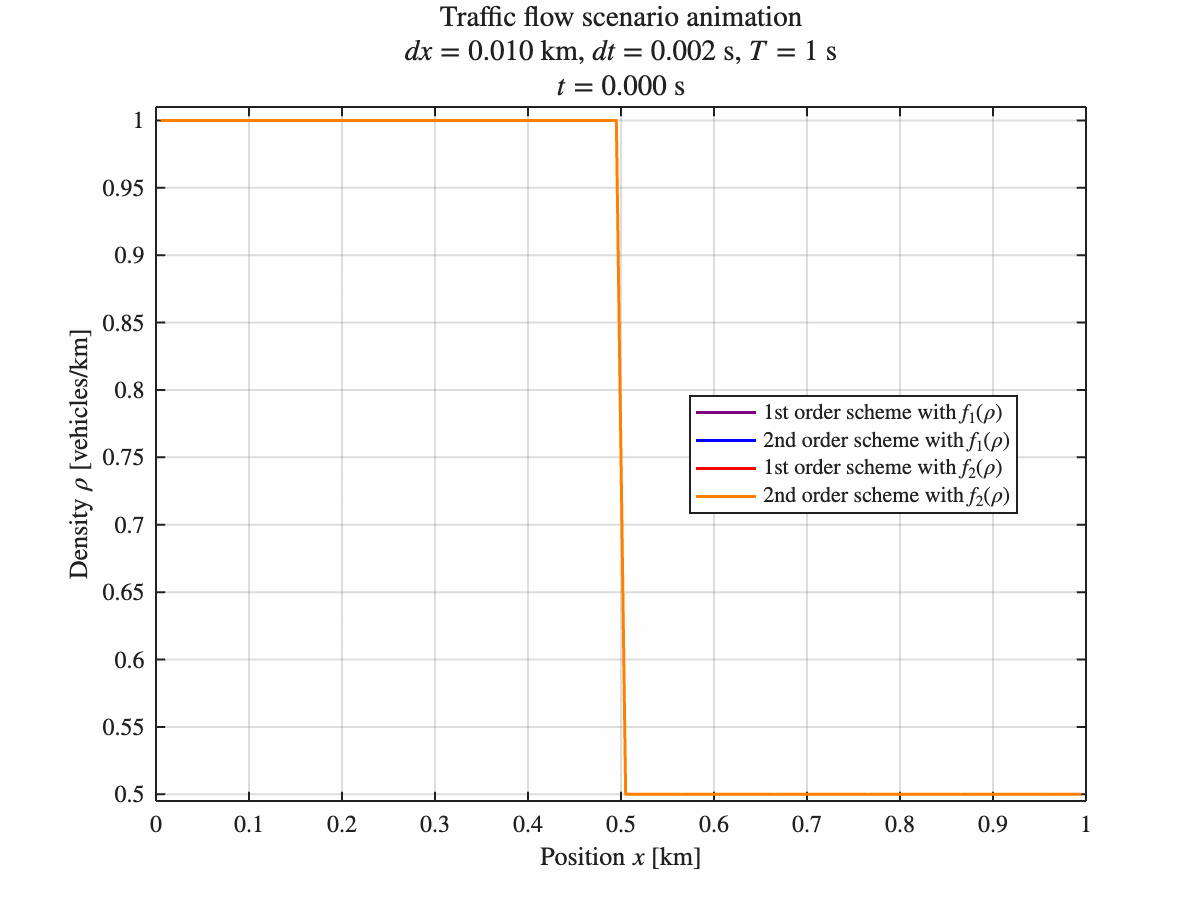 Traffic flow scenario animation
dx = 0.010 km, dt = 0.002 s, T = 1 s
t = 0.000 s
1
0.95
0.9
0.85
0.8
0.75
0.7
0.65
0.6
0.55
0.5
Density ρ [vehicles/km]
1st order scheme with f₁(ρ)
2nd order scheme with f₁(ρ)
1st order scheme with f₂(ρ)
2nd order scheme with f₂(ρ)
0 0.1 0.2 0.3 0.4 0.5 0.6 0.7 0.8 0.9 1
Position x [km]